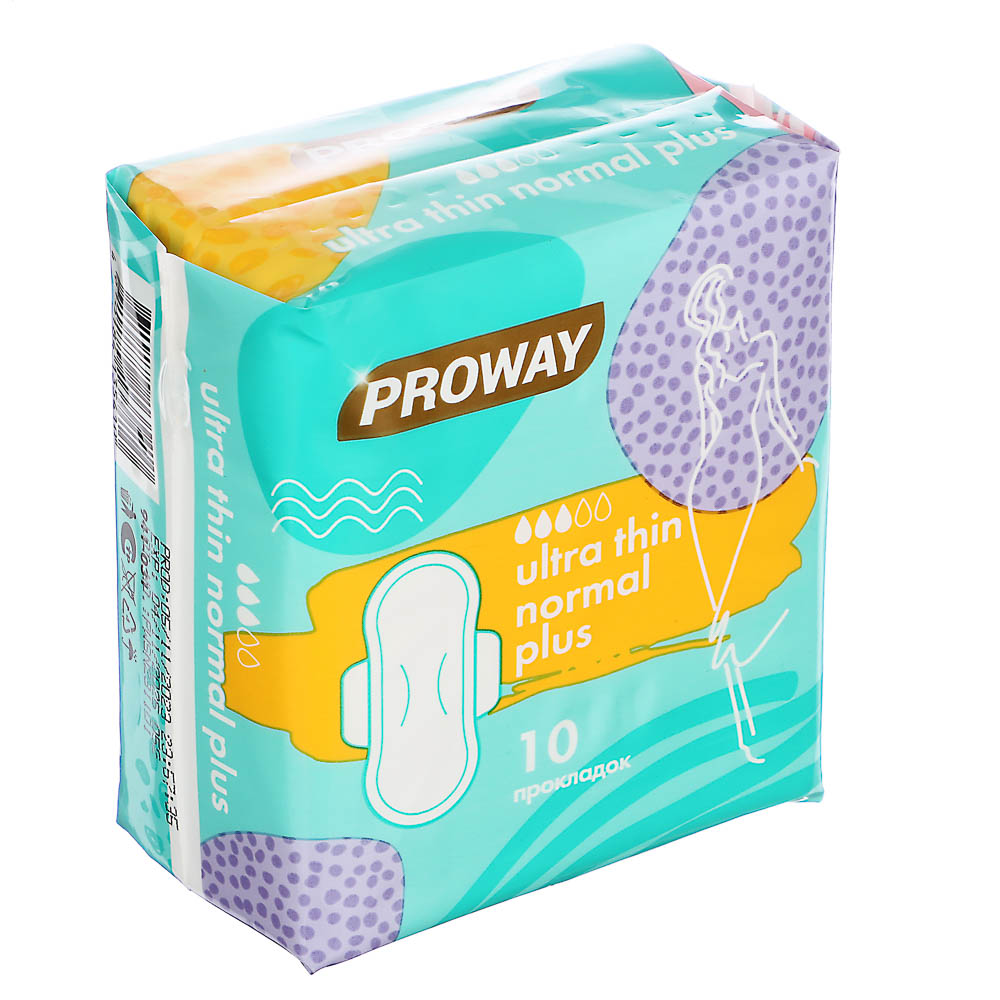 ultra thin normal plus
PROWAY
ultra thin
normal
plus
10
прокладок
ultra thin normal plus